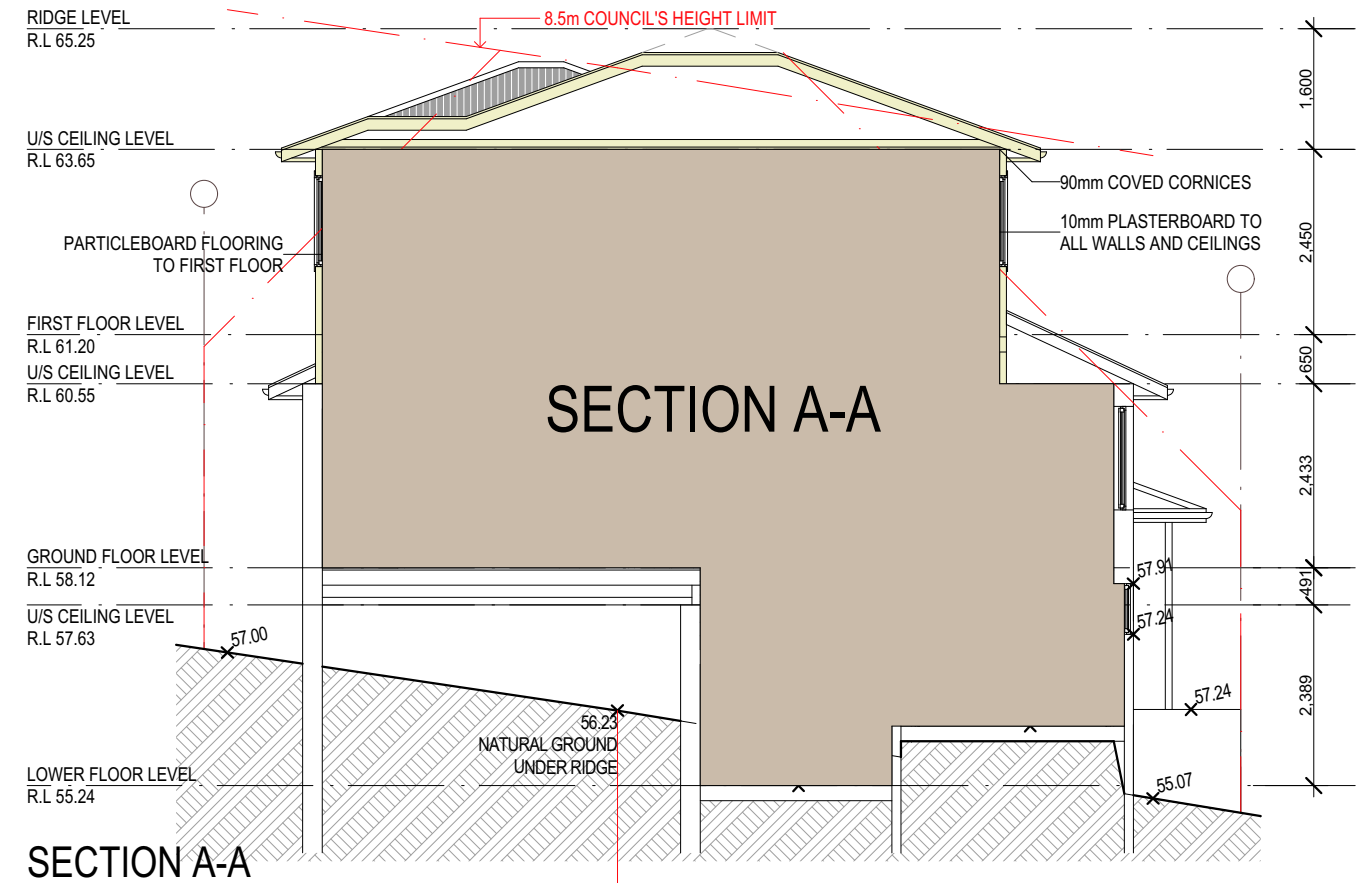 RIDGE LEVEL
R.L 65.25
8.5m COUNCIL'S HEIGHT LIMIT
1,600
U/S CEILING LEVEL
R.L 63.65
90mm COVED CORNICES
10mm PLASTERBOARD TO
ALL WALLS AND CEILINGS
PARTICLEBOARD FLOORING
TO FIRST FLOOR
2,450
FIRST FLOOR LEVEL
R.L 61.20
650
U/S CEILING LEVEL
R.L 60.55
SECTION A-A
2,433
GROUND FLOOR LEVEL
R.L 58.12
57.91
491
U/S CEILING LEVEL
R.L 57.63
57.00
57.24
57.24
2,389
56.23
NATURAL GROUND
UNDER RIDGE
LOWER FLOOR LEVEL
R.L 55.24
55.07
SECTION A-A